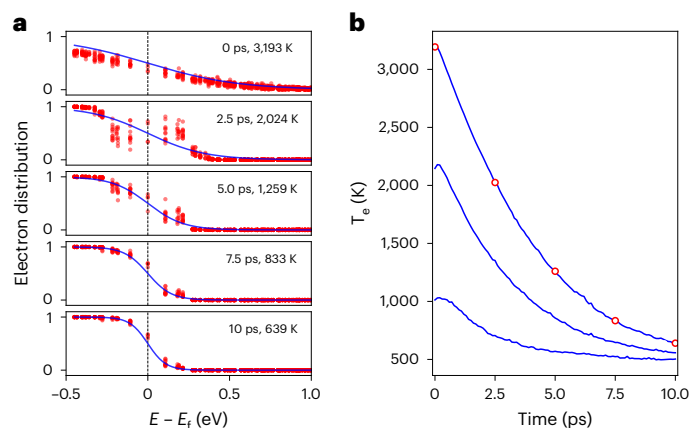 a
Electron distribution
1
0
0 ps, 3,193 K
1
0
2.5 ps, 2,024 K
1
0
5.0 ps, 1,259 K
1
0
7.5 ps, 833 K
1
0
10 ps, 639 K
−0.5 0 0.5 1.0
E − Ef (eV)
b
Te (K)
3,000
2,500
2,000
1,500
1,000
500
0 2.5 5.0 7.5 10.0
Time (ps)